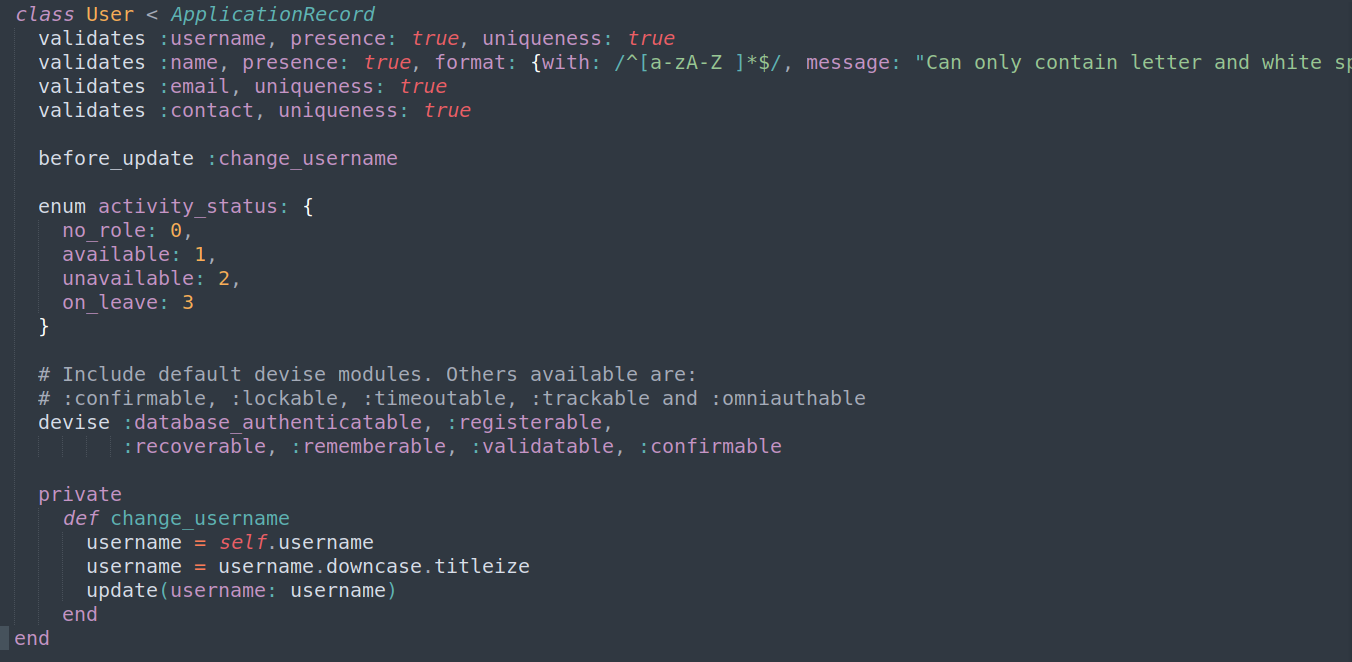 class User < ApplicationRecord
  validates :username, presence: true, uniqueness: true
  validates :name, presence: true, format: {with: /^[a-zA-Z ]*$/, message: "Can only contain letter and white sp
  validates :email, uniqueness: true
  validates :contact, uniqueness: true

  before_update :change_username

  enum activity_status: {
    no_role: 0,
    available: 1,
    unavailable: 2,
    on_leave: 3
  }

  # Include default devise modules. Others available are:
  # :confirmable, :lockable, :timeoutable, :trackable and :omniauthable
  devise :database_authenticatable, :registerable,
         :recoverable, :rememberable, :validatable, :confirmable

  private
    def change_username
      username = self.username
      username = username.downcase.titleize
      update(username: username)
    end
end